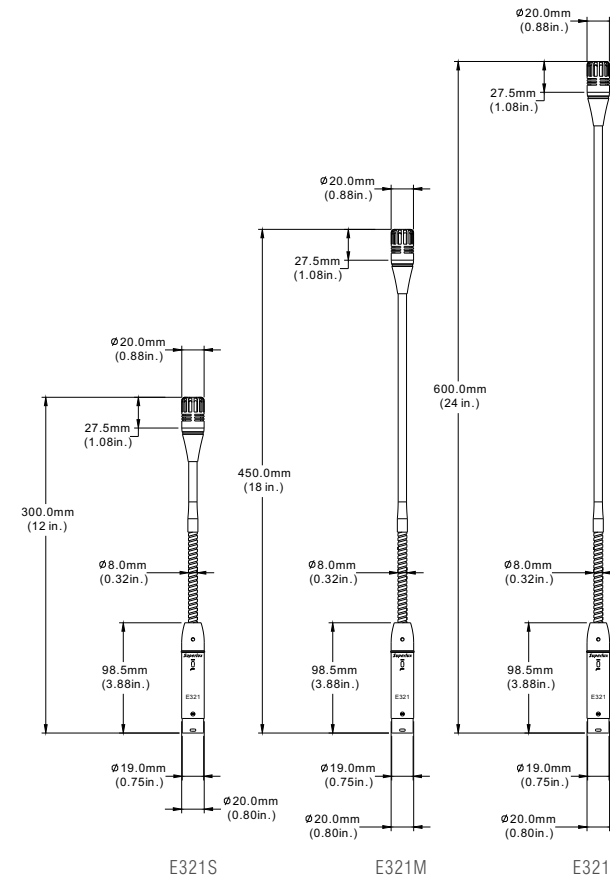 ø20.0mm
(0.88in.)
27.5mm
(1.08in.)
600.0mm
(24 in.)
ø8.0mm
(0.32in.)
98.5mm
(3.88in.)
Superlux
E321
ø19.0mm
(0.75in.)
ø20.0mm
(0.80in.)
E321
ø20.0mm
(0.88in.)
27.5mm
(1.08in.)
450.0mm
(18 in.)
ø8.0mm
(0.32in.)
98.5mm
(3.88in.)
Superlux
E321
ø19.0mm
(0.75in.)
ø20.0mm
(0.80in.)
E321M
ø20.0mm
(0.88in.)
27.5mm
(1.08in.)
300.0mm
(12 in.)
ø8.0mm
(0.32in.)
98.5mm
(3.88in.)
Superlux
E321
ø19.0mm
(0.75in.)
ø20.0mm
(0.80in.)
E321S